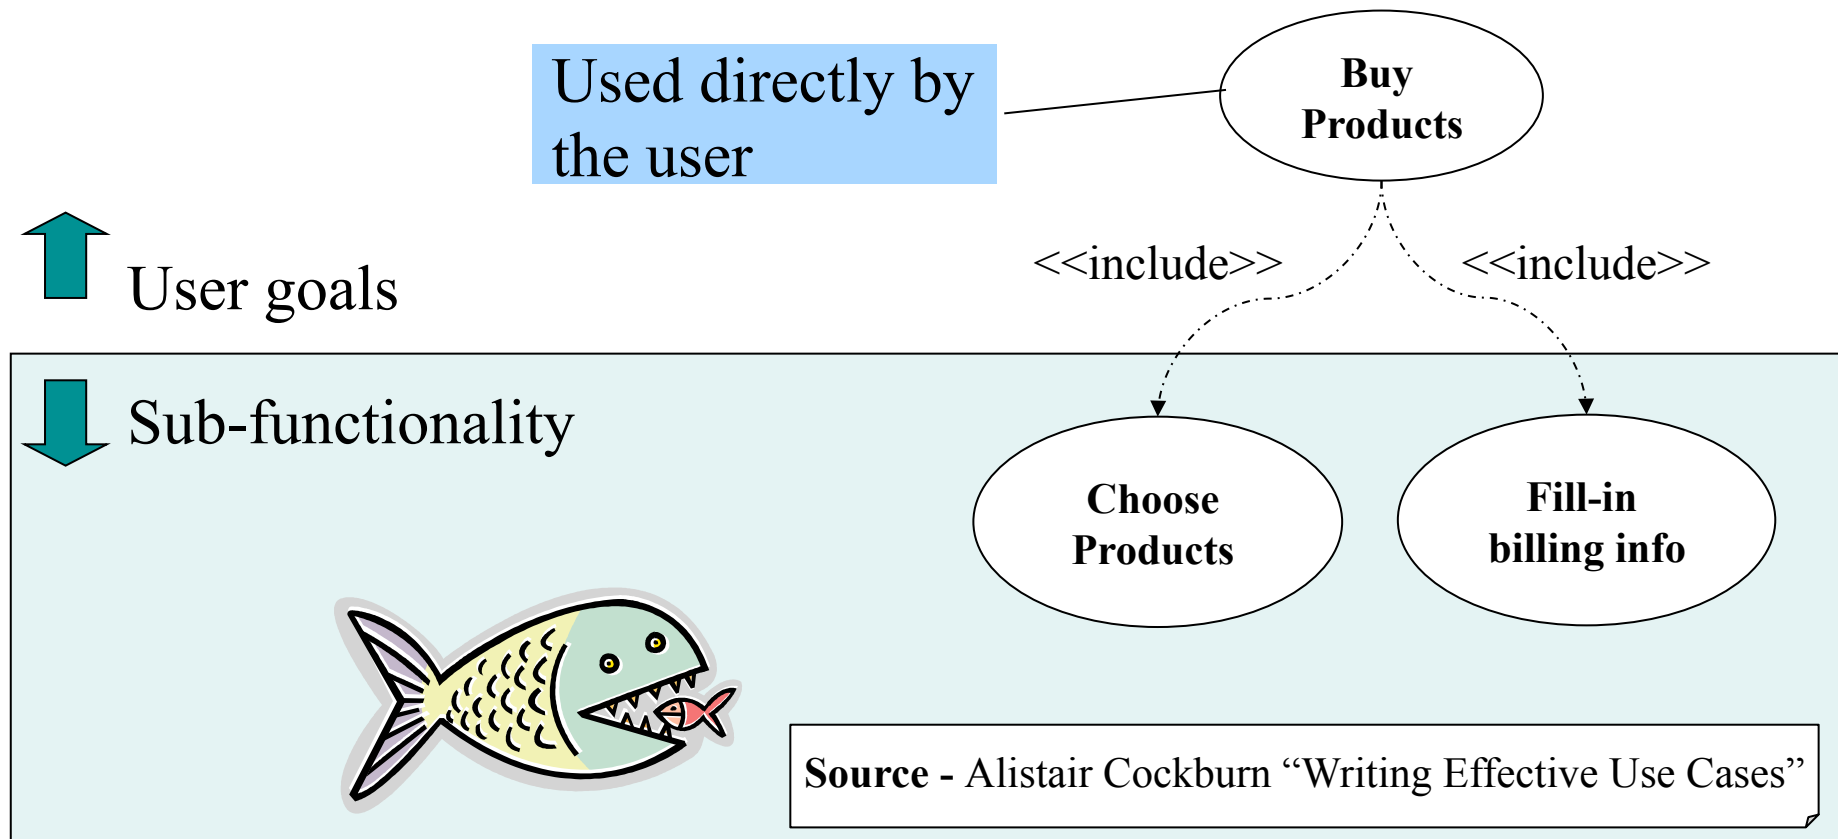 Used directly by
the user
Buy
Products
<<include>>
<<include>>
User goals
Sub-functionality
Choose
Products
Fill-in
billing info
Source - Alistair Cockburn “Writing Effective Use Cases”